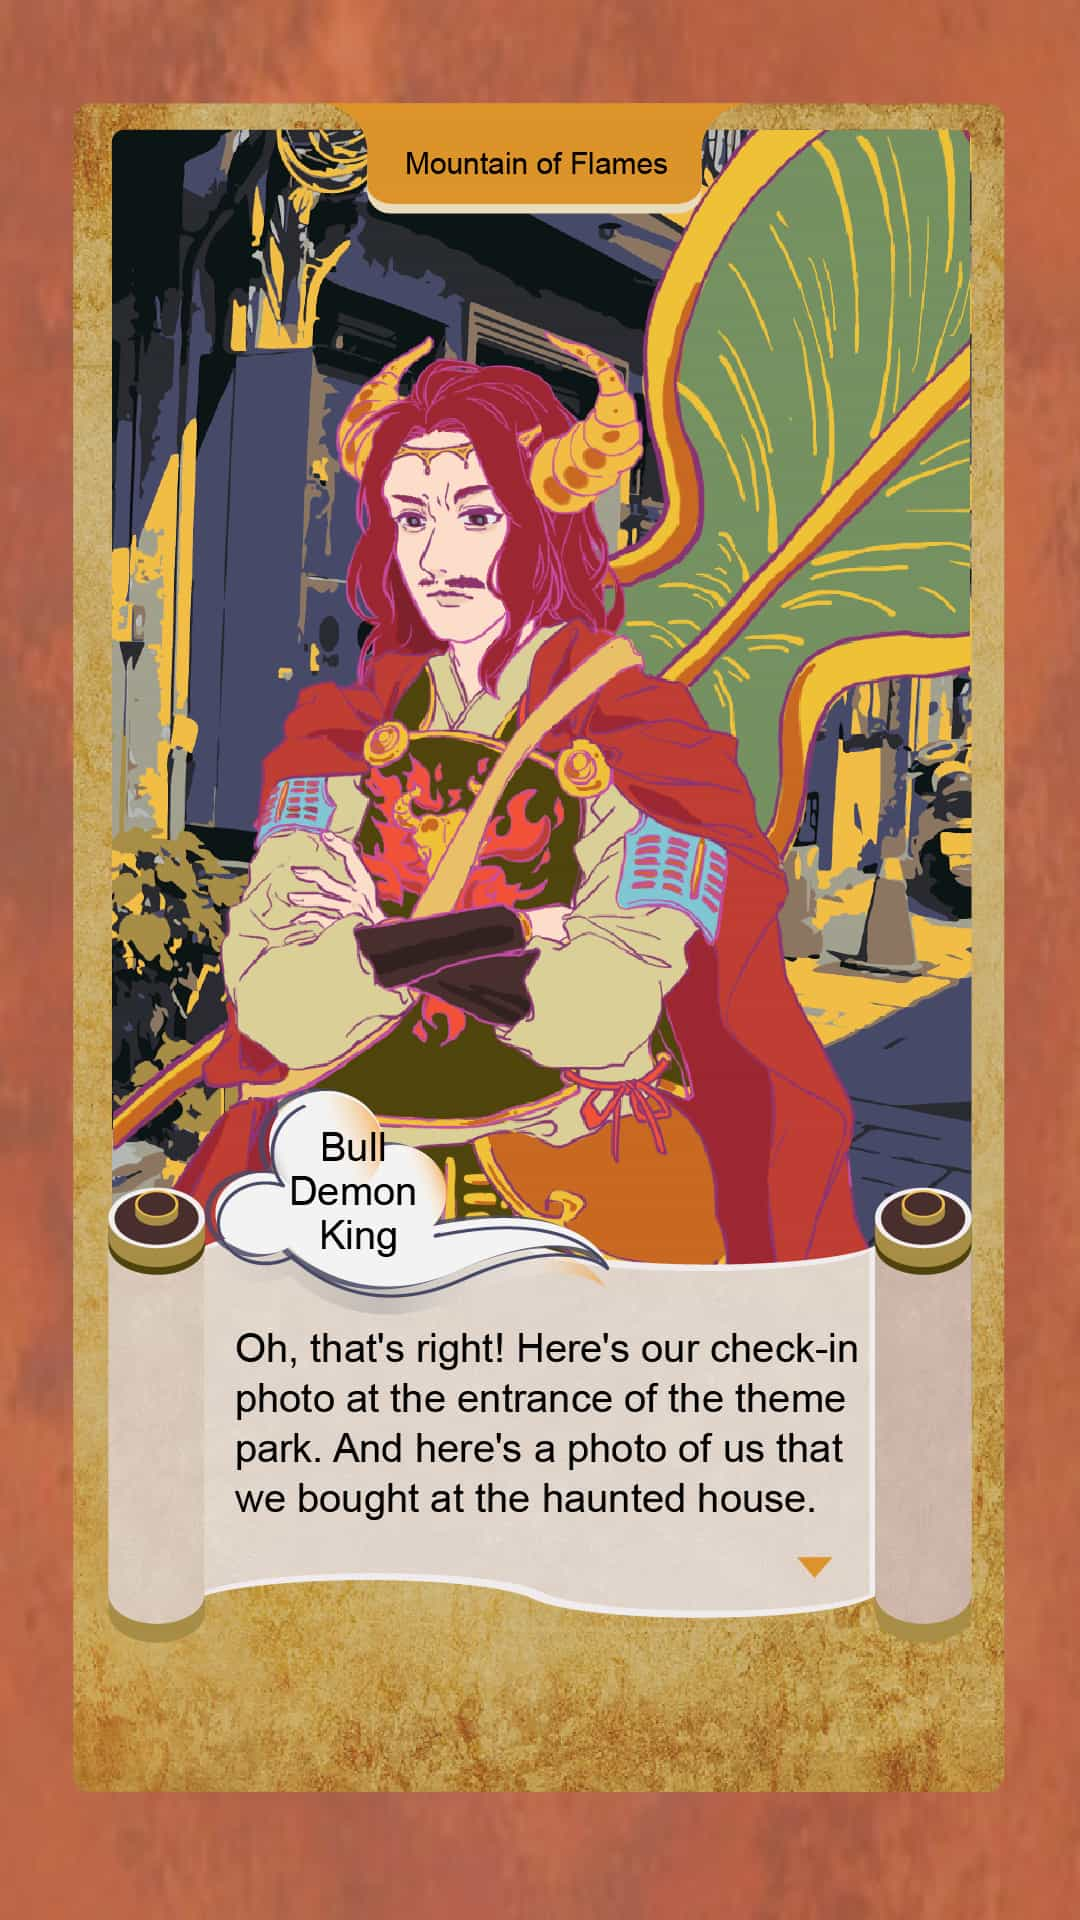 Mountain of Flames
Bull
Demon
King
Oh, that's right! Here's our check-in
photo at the entrance of the theme
park. And here's a photo of us that
we bought at the haunted house.